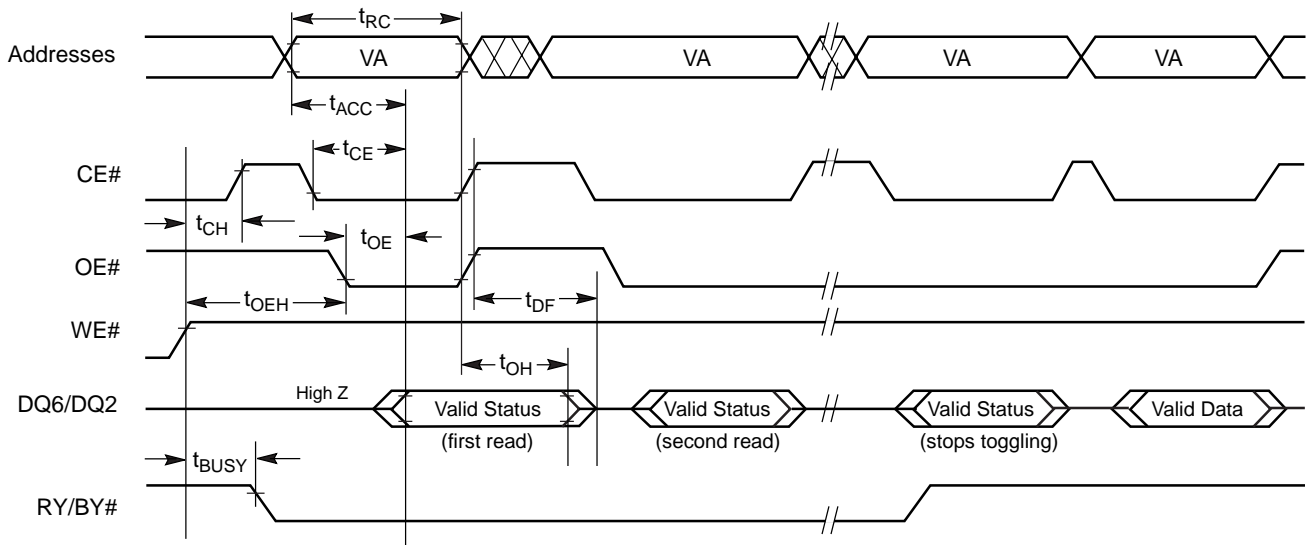 tRC
Addresses VA VA VA VA
tACC
tCE
CE#
tCH tOE
OE#
tOEH tDF
WE#
tOH
DQ6/DQ2 High Z Valid Status Valid Status Valid Status Valid Data
(first read) (second read) (stops toggling)
tBUSY
RY/BY#